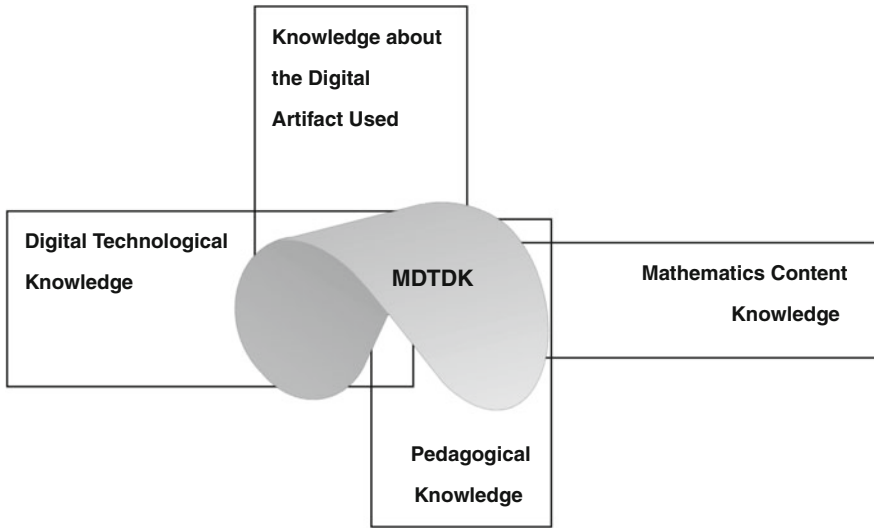 Knowledge about
the Digital
Artifact Used
Digital Technological
Knowledge
MDTDK
Mathematics Content
Knowledge
Pedagogical
Knowledge